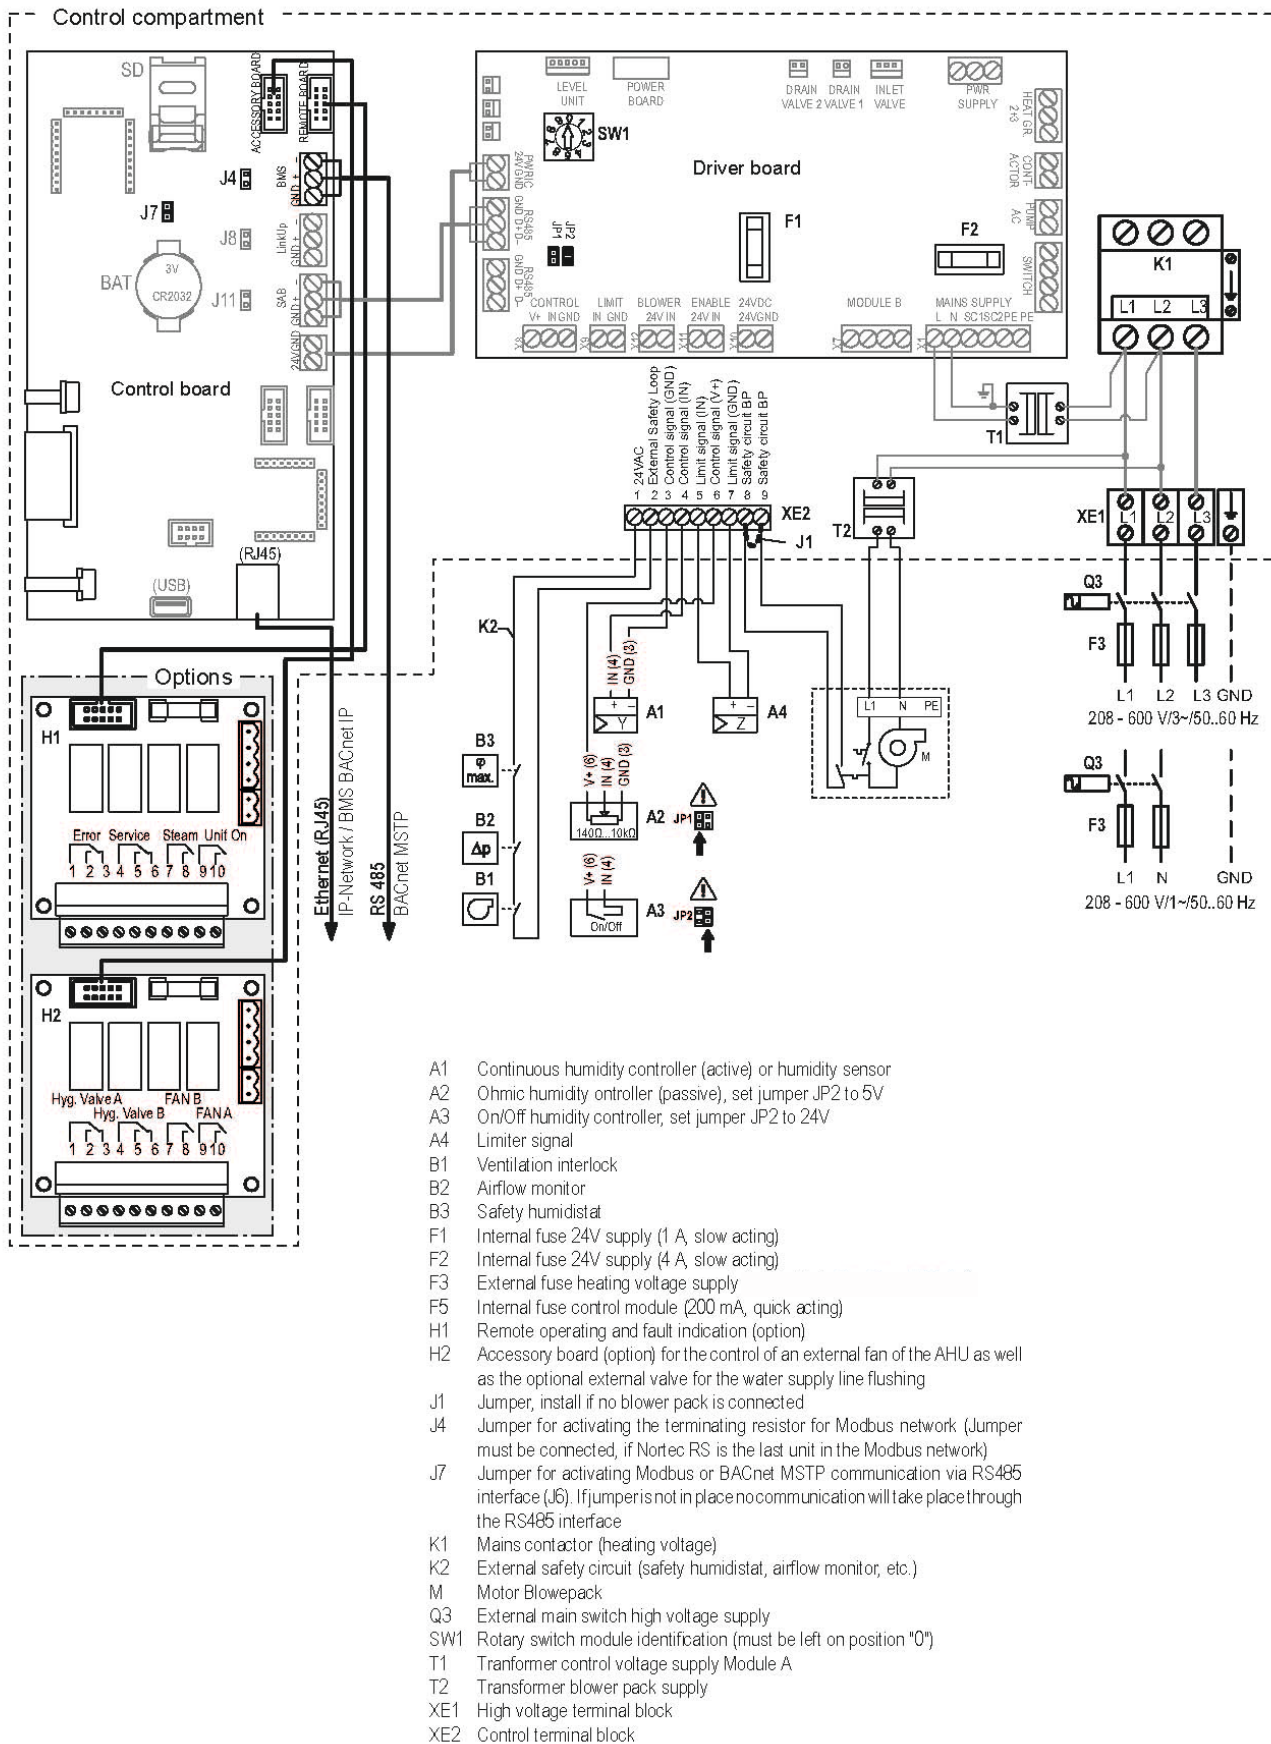 Control compartment
SD
ACCESSORY BOARD
REMOTE BOARD
J4
BMS
GND + -
J7
J8
LinkUp
GND + -
BAT
3V
CR2032
J11
SAB
GND + -
24VGND
Control board
(RJ45)
(USB)
LEVEL
UNIT
POWER
BOARD
DRAIN
VALVE 2
DRAIN
VALVE 1
INLET
VALVE
PWR
SUPPLY
HEAT GR.
2+3
SW1
Driver board
CONT-
ACTOR
PUMP
AC
SWITCH
PWRIC
24VGND
RS485
GND D+ D-
RS485
GND D+ D-
JP1
JP2
F1
F2
CONTROL
V+ IN GND
LIMIT
IN GND
BLOWER
24V IN
ENABLE
24V IN
24VDC
24VGND
MODULE B
MAINS SUPPLY
L N SC1SC2PE PE
X8
X9
X12
X11
X10
X7
X1
K1
L1 L2 L3
T1
24VAC
External Safety Loop
Control signal (GND)
Control signal (IN)
Limit signal (IN)
Control signal (V+)
Limit signal (GND)
Safety circuit BP
Safety circuit BP
1 2 3 4 5 6 7 8 9
XE2
J1
T2
XE1
L1 L2 L3
Q3
F3
L1 L2 L3 GND
208 - 600 V/3~/50..60 Hz
Q3
F3
L1 N GND
208 - 600 V/1~/50..60 Hz
K2
IN (4)
GND (3)
+ -
Y
A1
+ -
Z
A4
L1 N PE
M
B3
φ
max.
V+ (6)
IN (4)
GND (3)
140Ω...10kΩ
A2
JP1
B2
Δp
B1
V+ (6)
IN (4)
On/Off
A3
JP2
Options
H1
Error Service Steam Unit On
1 2 3 4 5 6 7 8 9 10
Ethernet (RJ45)
IP-Network / BMS BACnet IP
RS 485
BACnet MSTP
H2
Hyg. Valve A FAN B
Hyg. Valve B FAN A
1 2 3 4 5 6 7 8 9 10
A1 Continuous humidity controller (active) or humidity sensor
A2 Ohmic humidity ontroller (passive), set jumper JP2 to 5V
A3 On/Off humidity controller, set jumper JP2 to 24V
A4 Limiter signal
B1 Ventilation interlock
B2 Airflow monitor
B3 Safety humidistat
F1 Internal fuse 24V supply (1 A, slow acting)
F2 Internal fuse 24V supply (4 A, slow acting)
F3 External fuse heating voltage supply
F5 Internal fuse control module (200 mA, quick acting)
H1 Remote operating and fault indication (option)
H2 Accessory board (option) for the control of an external fan of the AHU as well
as the optional external valve for the water supply line flushing
J1 Jumper, install if no blower pack is connected
J4 Jumper for activating the terminating resistor for Modbus network (Jumper
must be connected, if Nortec RS is the last unit in the Modbus network)
J7 Jumper for activating Modbus or BACnet MSTP communication via RS485
interface (J6). If jumper is not in place no communication will take place through
the RS485 interface
K1 Mains contactor (heating voltage)
K2 External safety circuit (safety humidistat, airflow monitor, etc.)
M Motor Blowepack
Q3 External main switch high voltage supply
SW1 Rotary switch module identification (must be left on position "0")
T1 Tranformer control voltage supply Module A
T2 Transformer blower pack supply
XE1 High voltage terminal block
XE2 Control terminal block